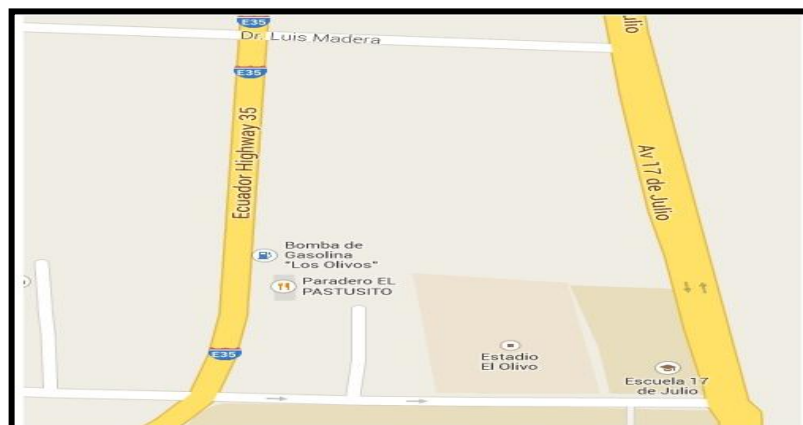 E35
Dr. Luis Madera
julio
E35
Ecuador Highway 35
Av 17 de Julio
Bomba de
Gasolina
"Los Olivos"
Paradero EL
PASTUSITO
E35
Estadio
El Olivo
Escuela 17
de Julio